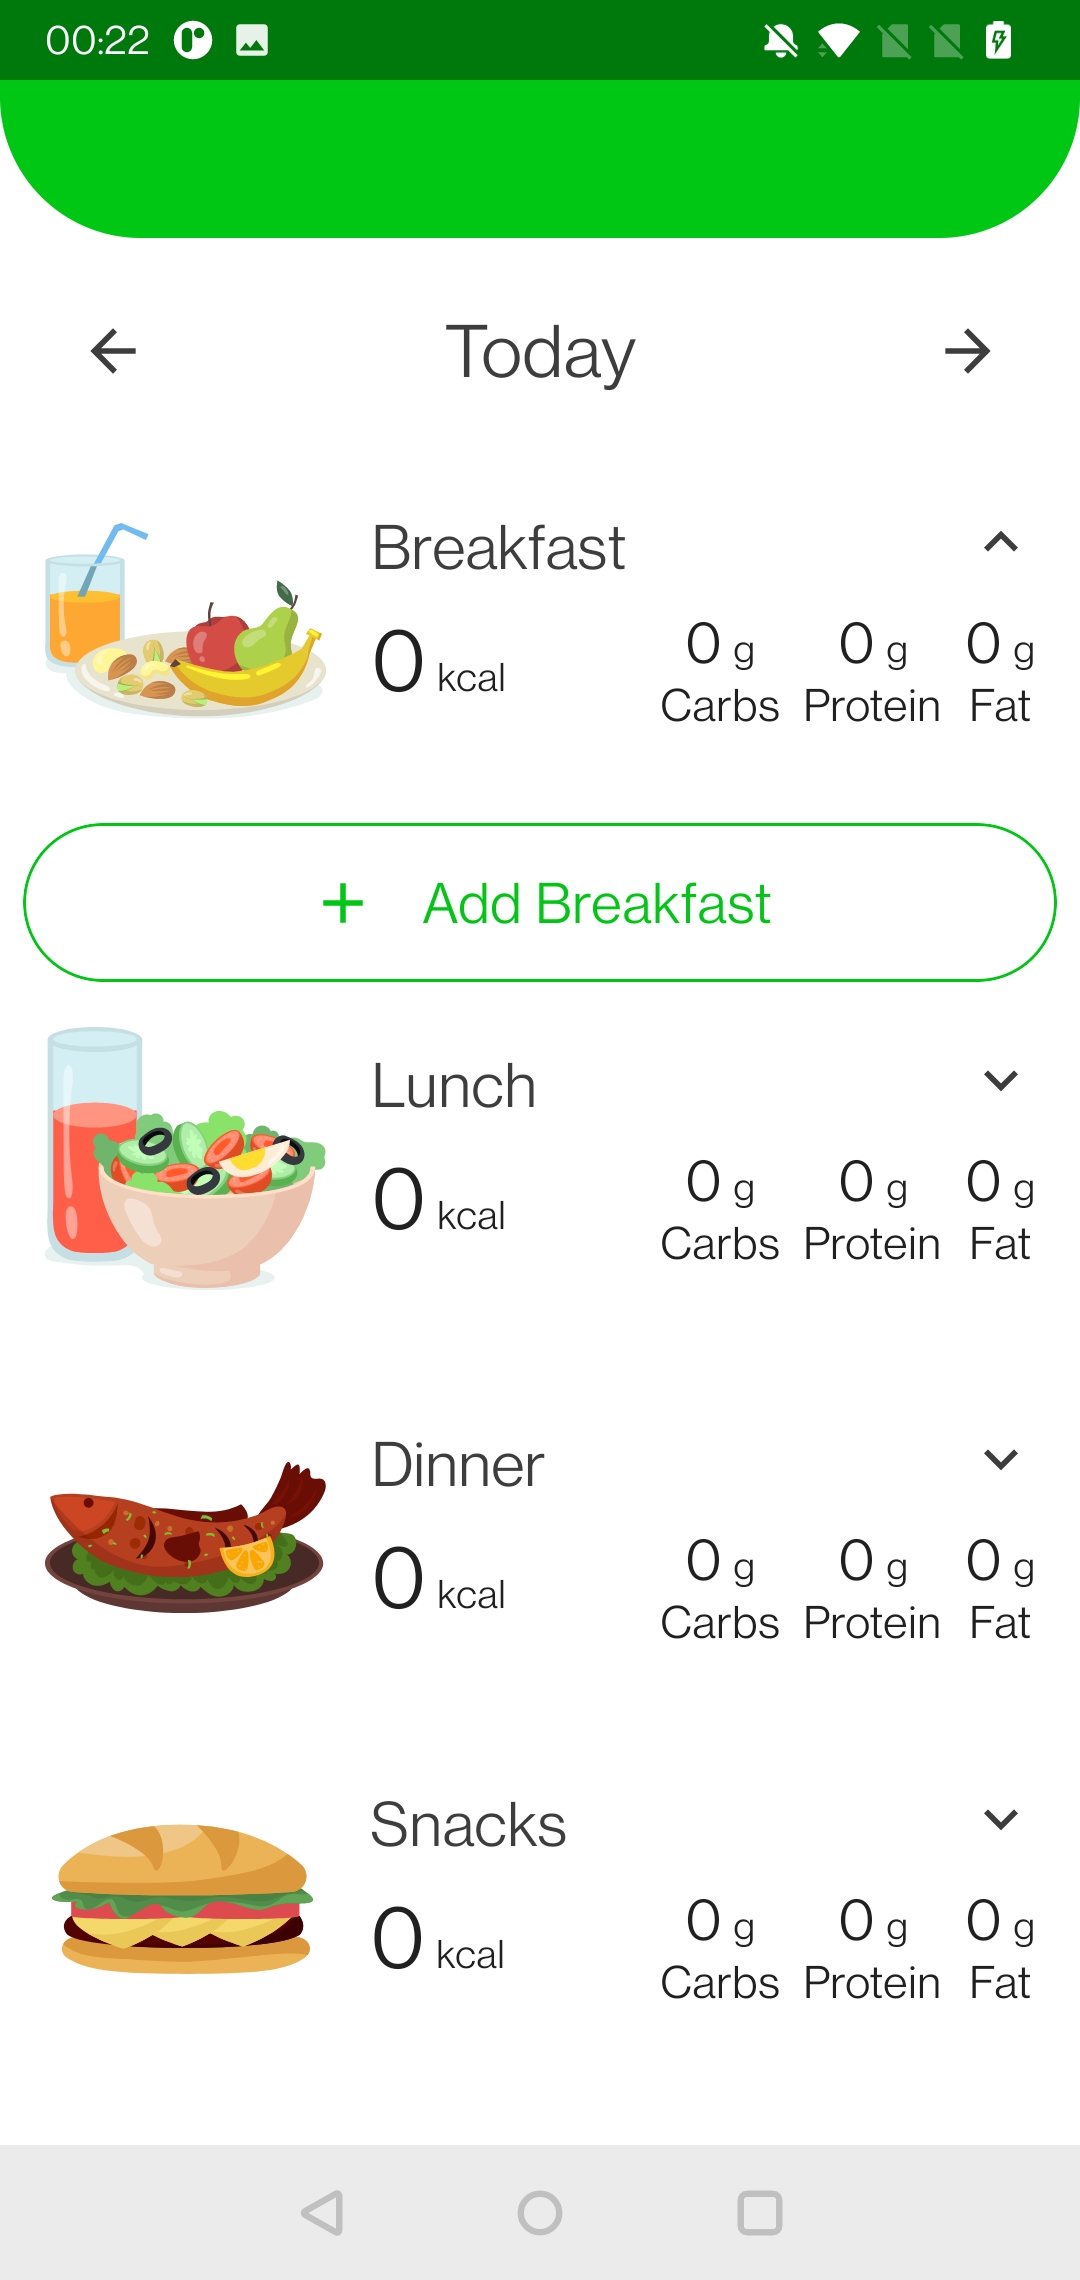 00:22
Today
Breakfast
0 kcal
0 g 0 g 0 g
Carbs Protein Fat
+ Add Breakfast
Lunch
0 kcal
0 g 0 g 0 g
Carbs Protein Fat
Dinner
0 kcal
0 g 0 g 0 g
Carbs Protein Fat
Snacks
0 kcal
0 g 0 g 0 g
Carbs Protein Fat